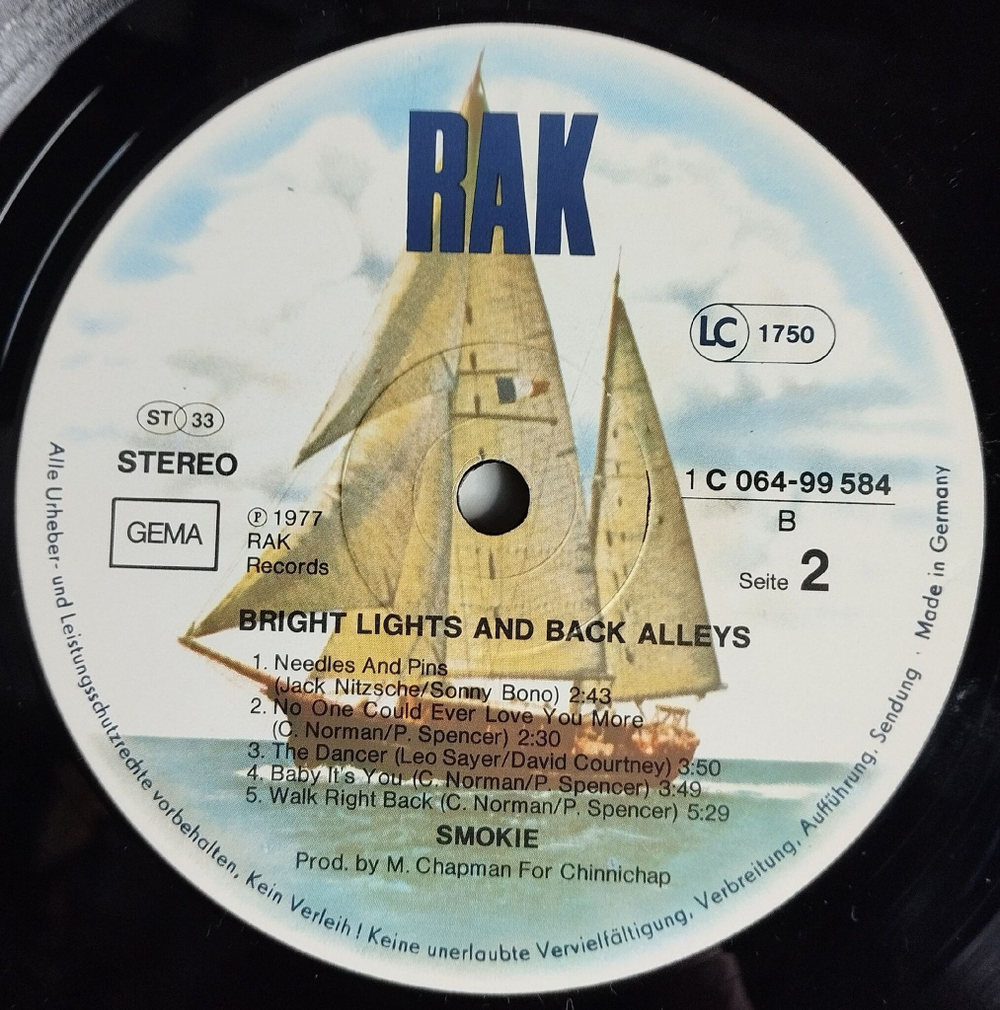 RAK
LC 1750
ST 33
STEREO
GEMA
℗ 1977
RAK
Records
1 C 064-99 584
B
Seite 2
BRIGHT LIGHTS AND BACK ALLEYS
1. Needles And Pins
(Jack Nitzsche/Sonny Bono) 2:43
2. No One Could Ever Love You More
(C. Norman/P. Spencer) 2:30
3. The Dancer (Leo Sayer/David Courtney) 3:50
4. Baby It's You (C. Norman/P. Spencer) 3:49
5. Walk Right Back (C. Norman/P. Spencer) 5:29
SMOKIE
Prod. by M. Chapman For Chinnichap
Alle Urheber- und Leistungsschutzrechte vorbehalten, Kein Verleih! Keine unerlaubte Vervielfältigung, Verbreitung, Aufführung, Sendung · Made in Germany